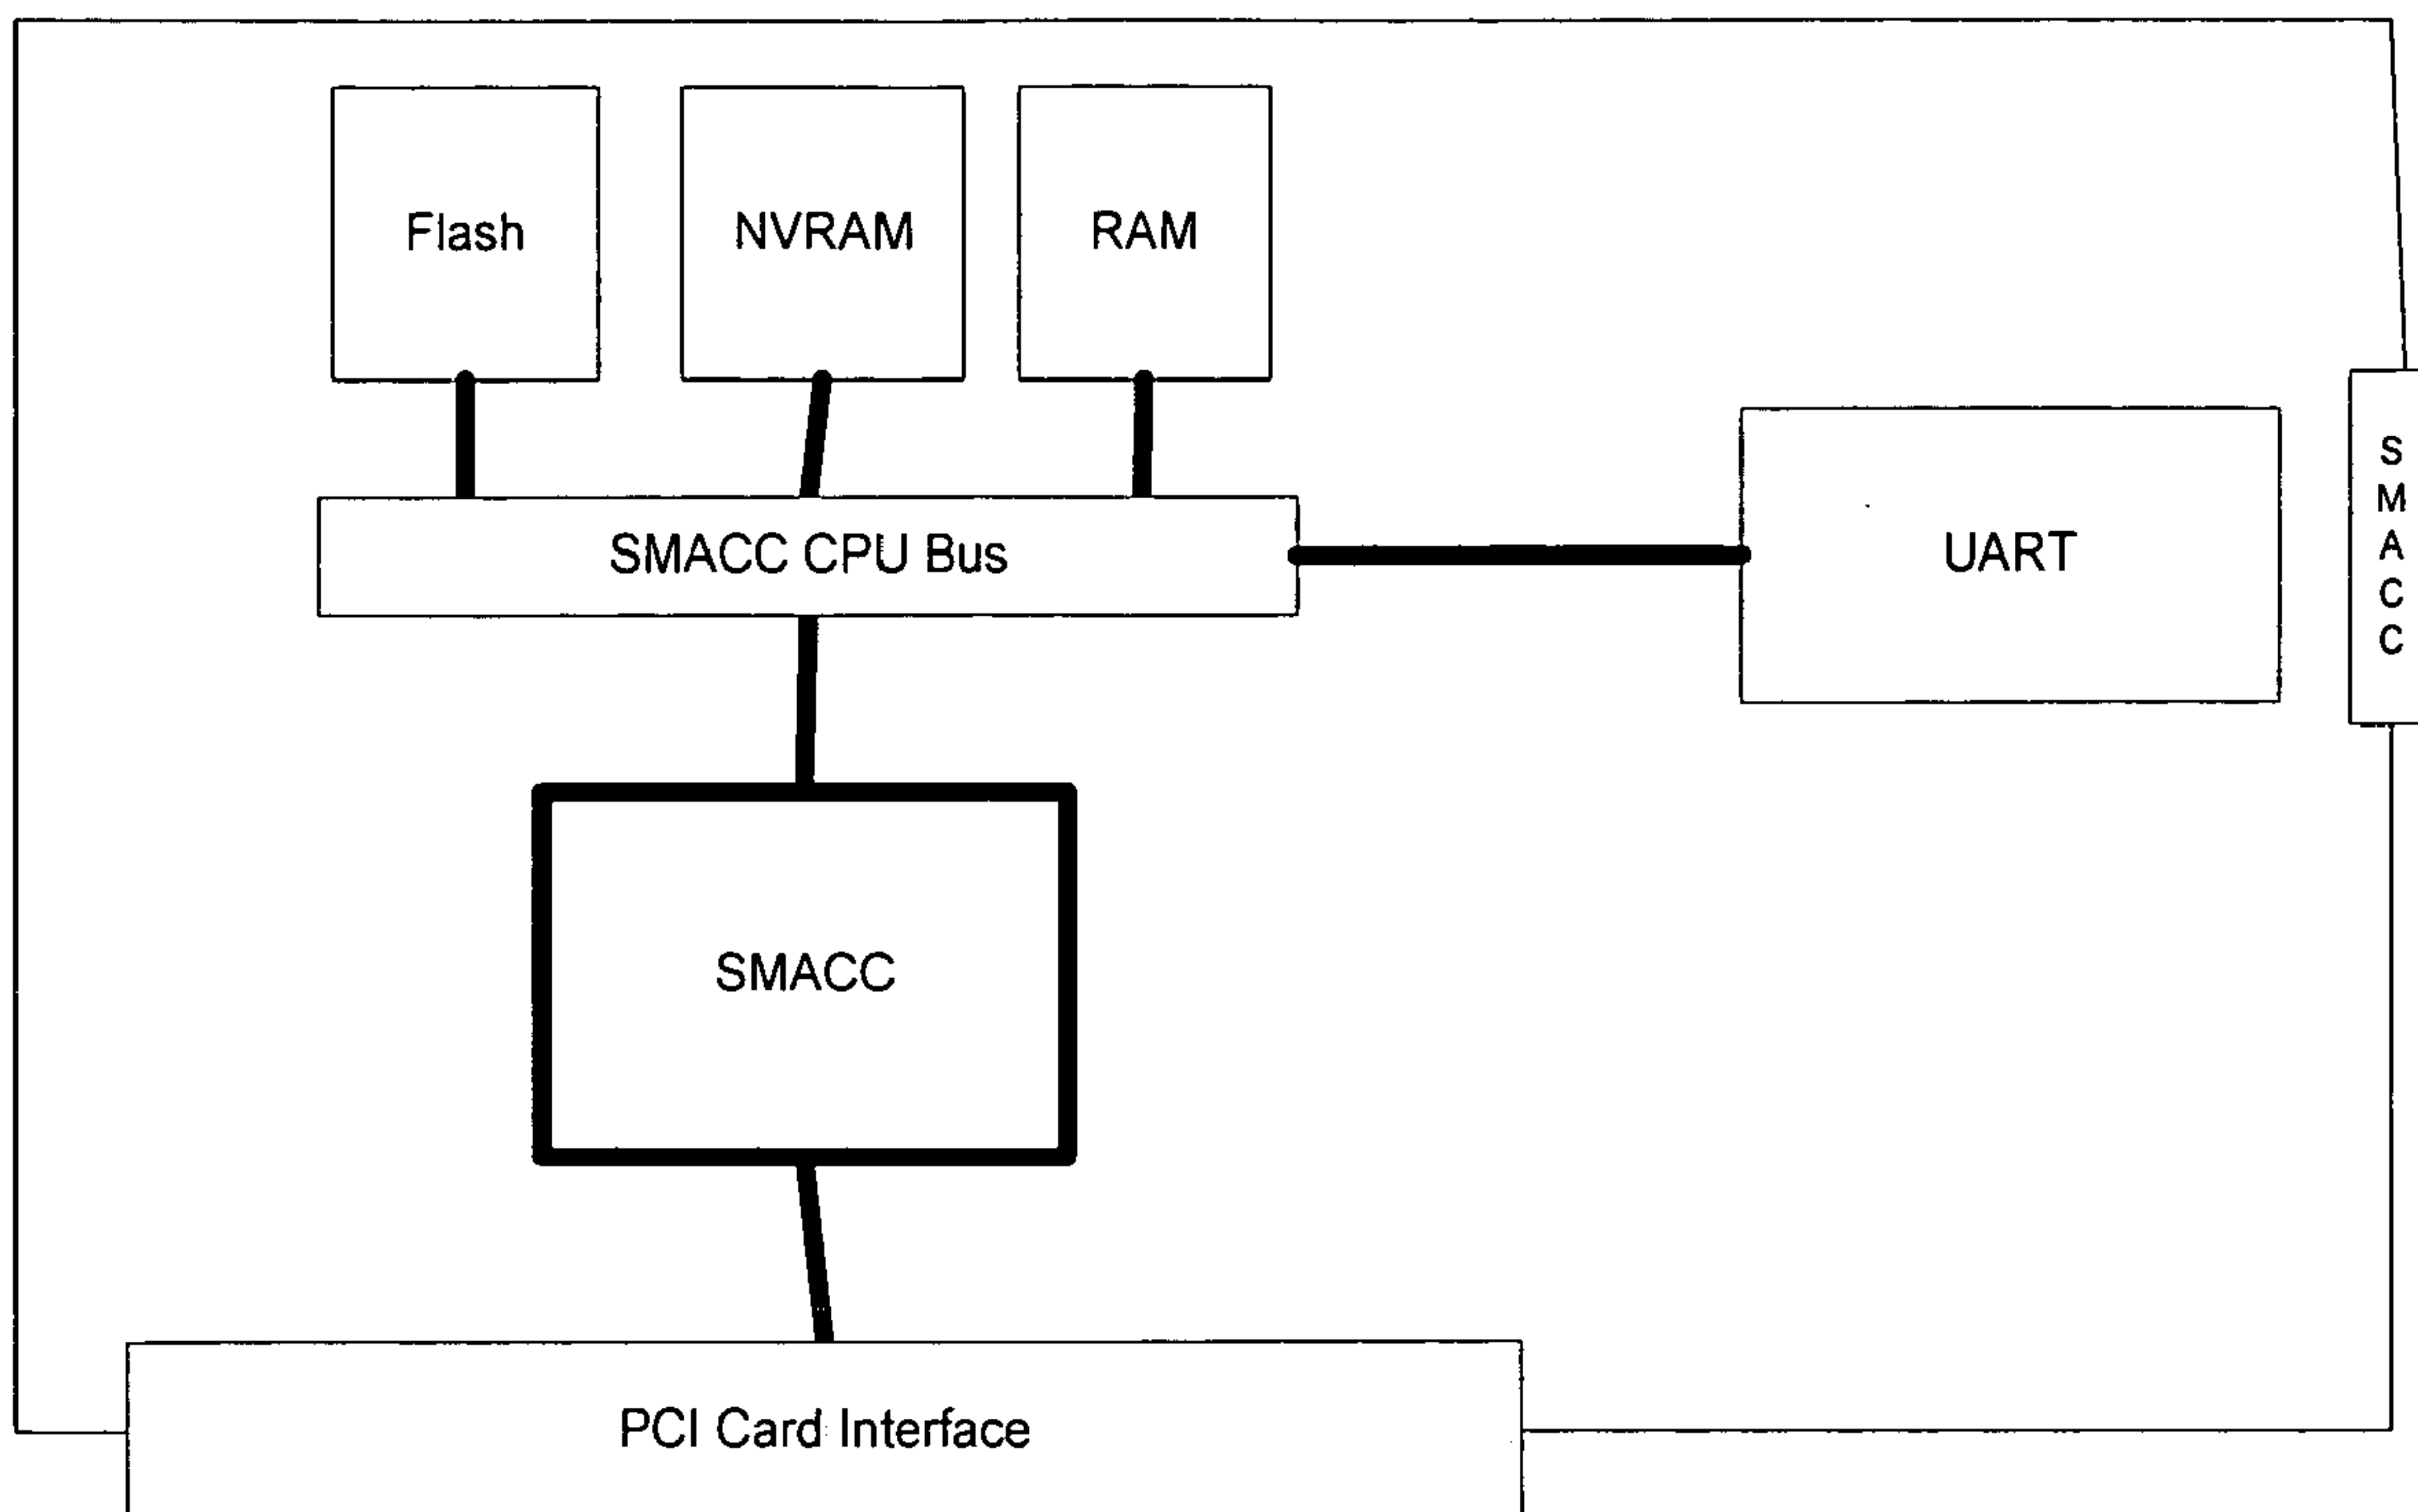 Flash
NVRAM
RAM
SMACC CPU Bus
UART
S
M
A
C
C
SMACC
PCI Card Interface